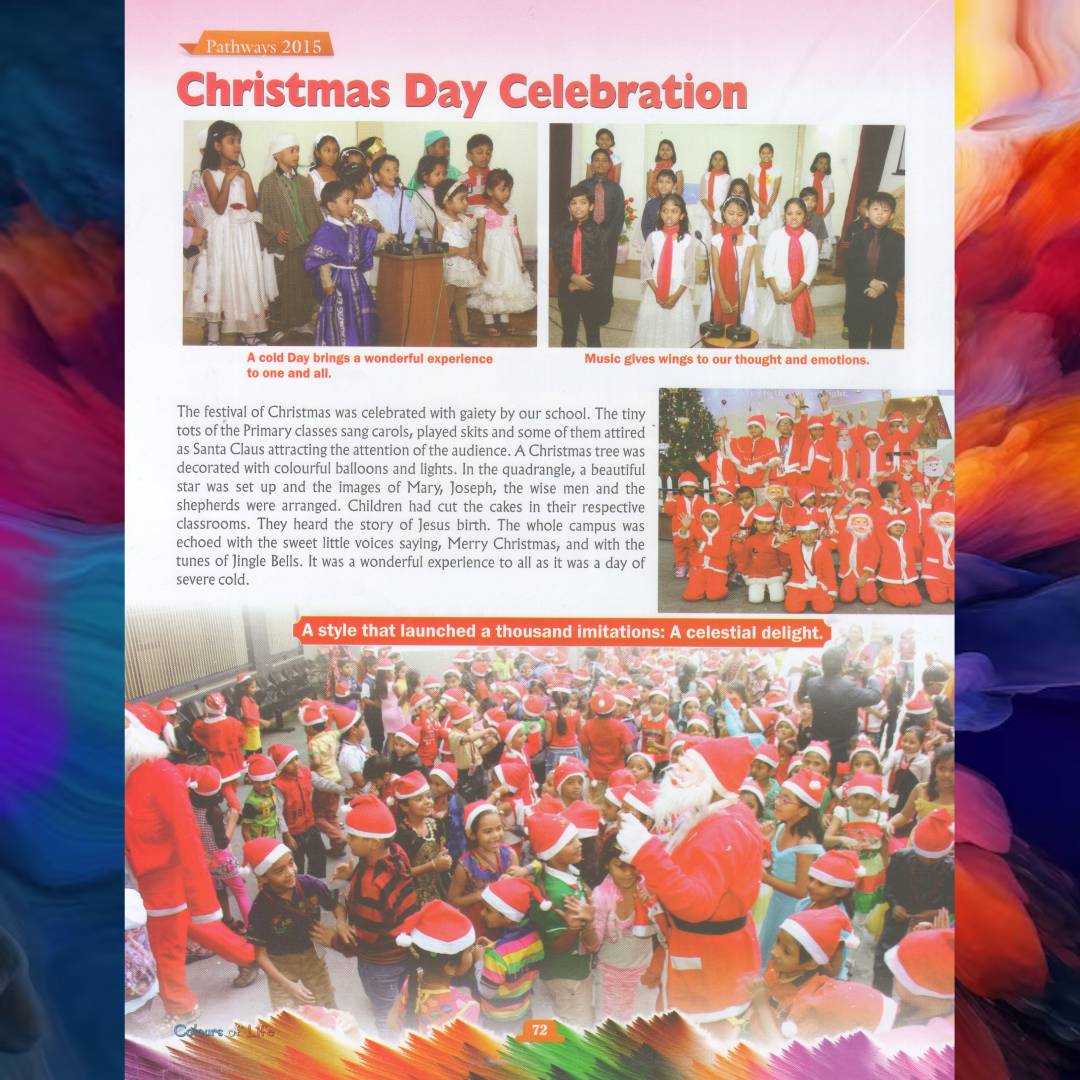 Pathways 2015
Christmas Day Celebration
A cold Day brings a wonderful experience
to one and all.
Music gives wings to our thought and emotions.
The festival of Christmas was celebrated with gaiety by our school. The tiny
tots of the Primary classes sang carols, played skits and some of them attired
as Santa Claus attracting the attention of the audience. A Christmas tree was
decorated with colourful balloons and lights. In the quadrangle, a beautiful
star was set up and the images of Mary, Joseph, the wise men and the
shepherds were arranged. Children had cut the cakes in their respective
classrooms. They heard the story of Jesus birth. The whole campus was
echoed with the sweet little voices saying, Merry Christmas, and with the
tunes of Jingle Bells. It was a wonderful experience to all as it was a day of
severe cold.
A style that launched a thousand imitations: A celestial delight.
Colours of Life
72